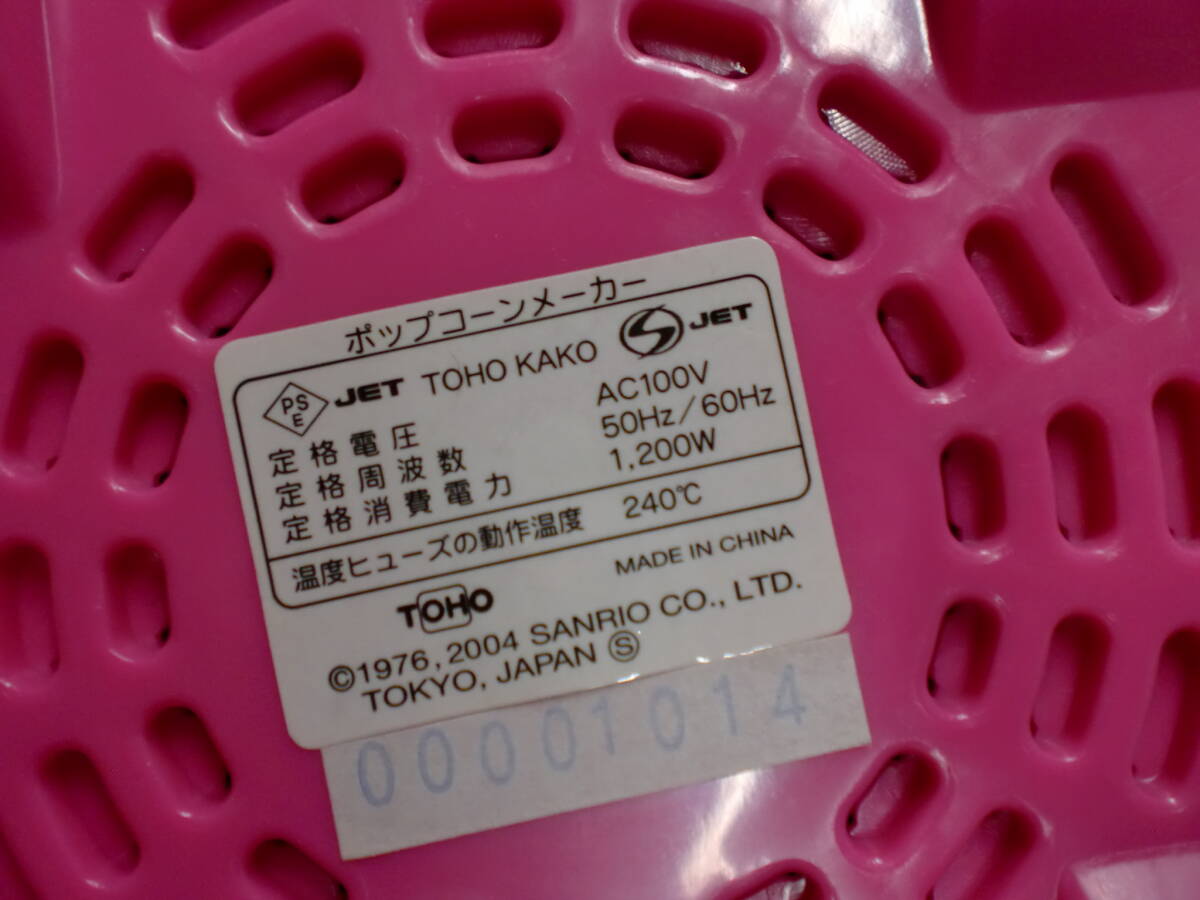 ポップコーンメーカー
PSE JET TOHO KAKO S JET
定格電圧 AC100V
定格周波数 50Hz/60Hz
定格消費電力 1,200W
温度ヒューズの動作温度 240℃
TOHO MADE IN CHINA
©1976, 2004 SANRIO CO., LTD.
TOKYO, JAPAN Ⓢ
00001014